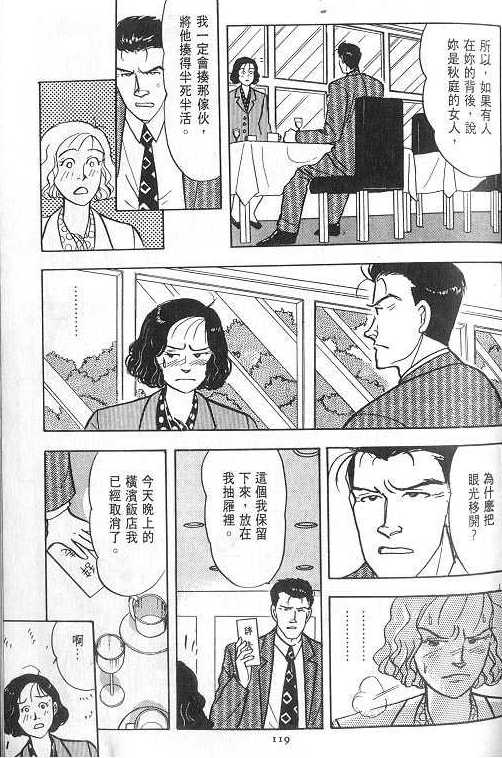 所以，如果有人
在妳的背後，說
妳是秋庭的女人，
我一定會揍那傢伙，
將他揍得半死半活。
…………
為什麼把
眼光移開？
…………
這個我保留
下來，放在
我抽屜裡。
今天晚上的
橫濱飯店我
已經取消了。
啊…
119